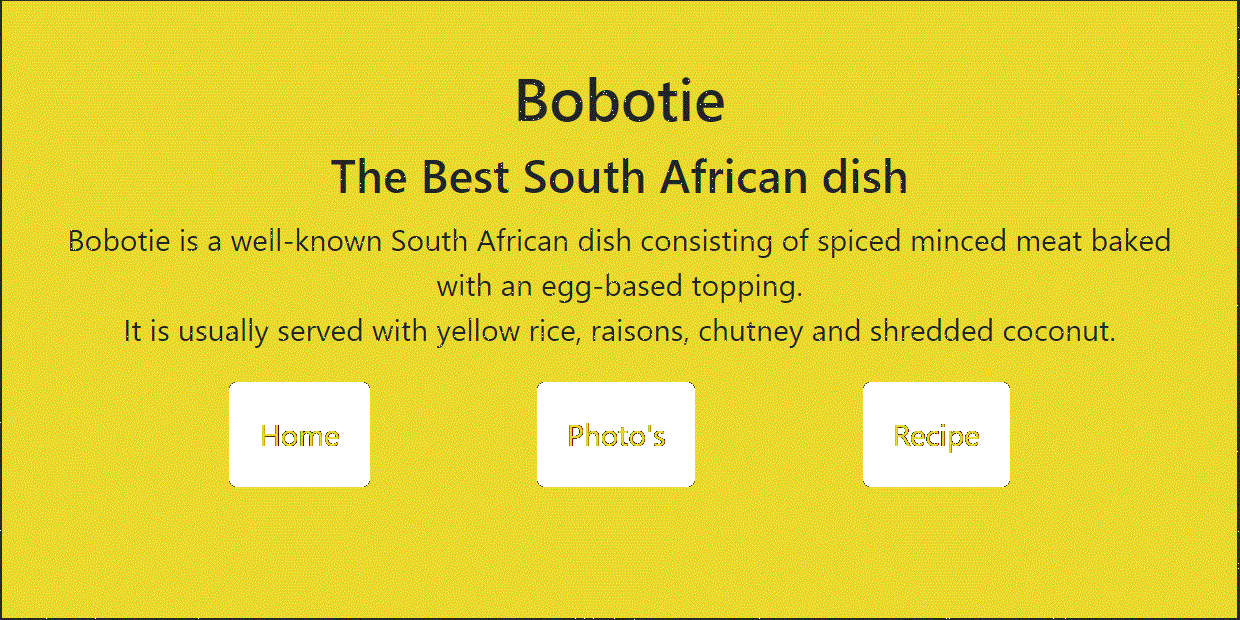 Bobotie
The Best South African dish
Bobotie is a well-known South African dish consisting of spiced minced meat baked
with an egg-based topping.
It is usually served with yellow rice, raisons, chutney and shredded coconut.
Home
Photo's
Recipe